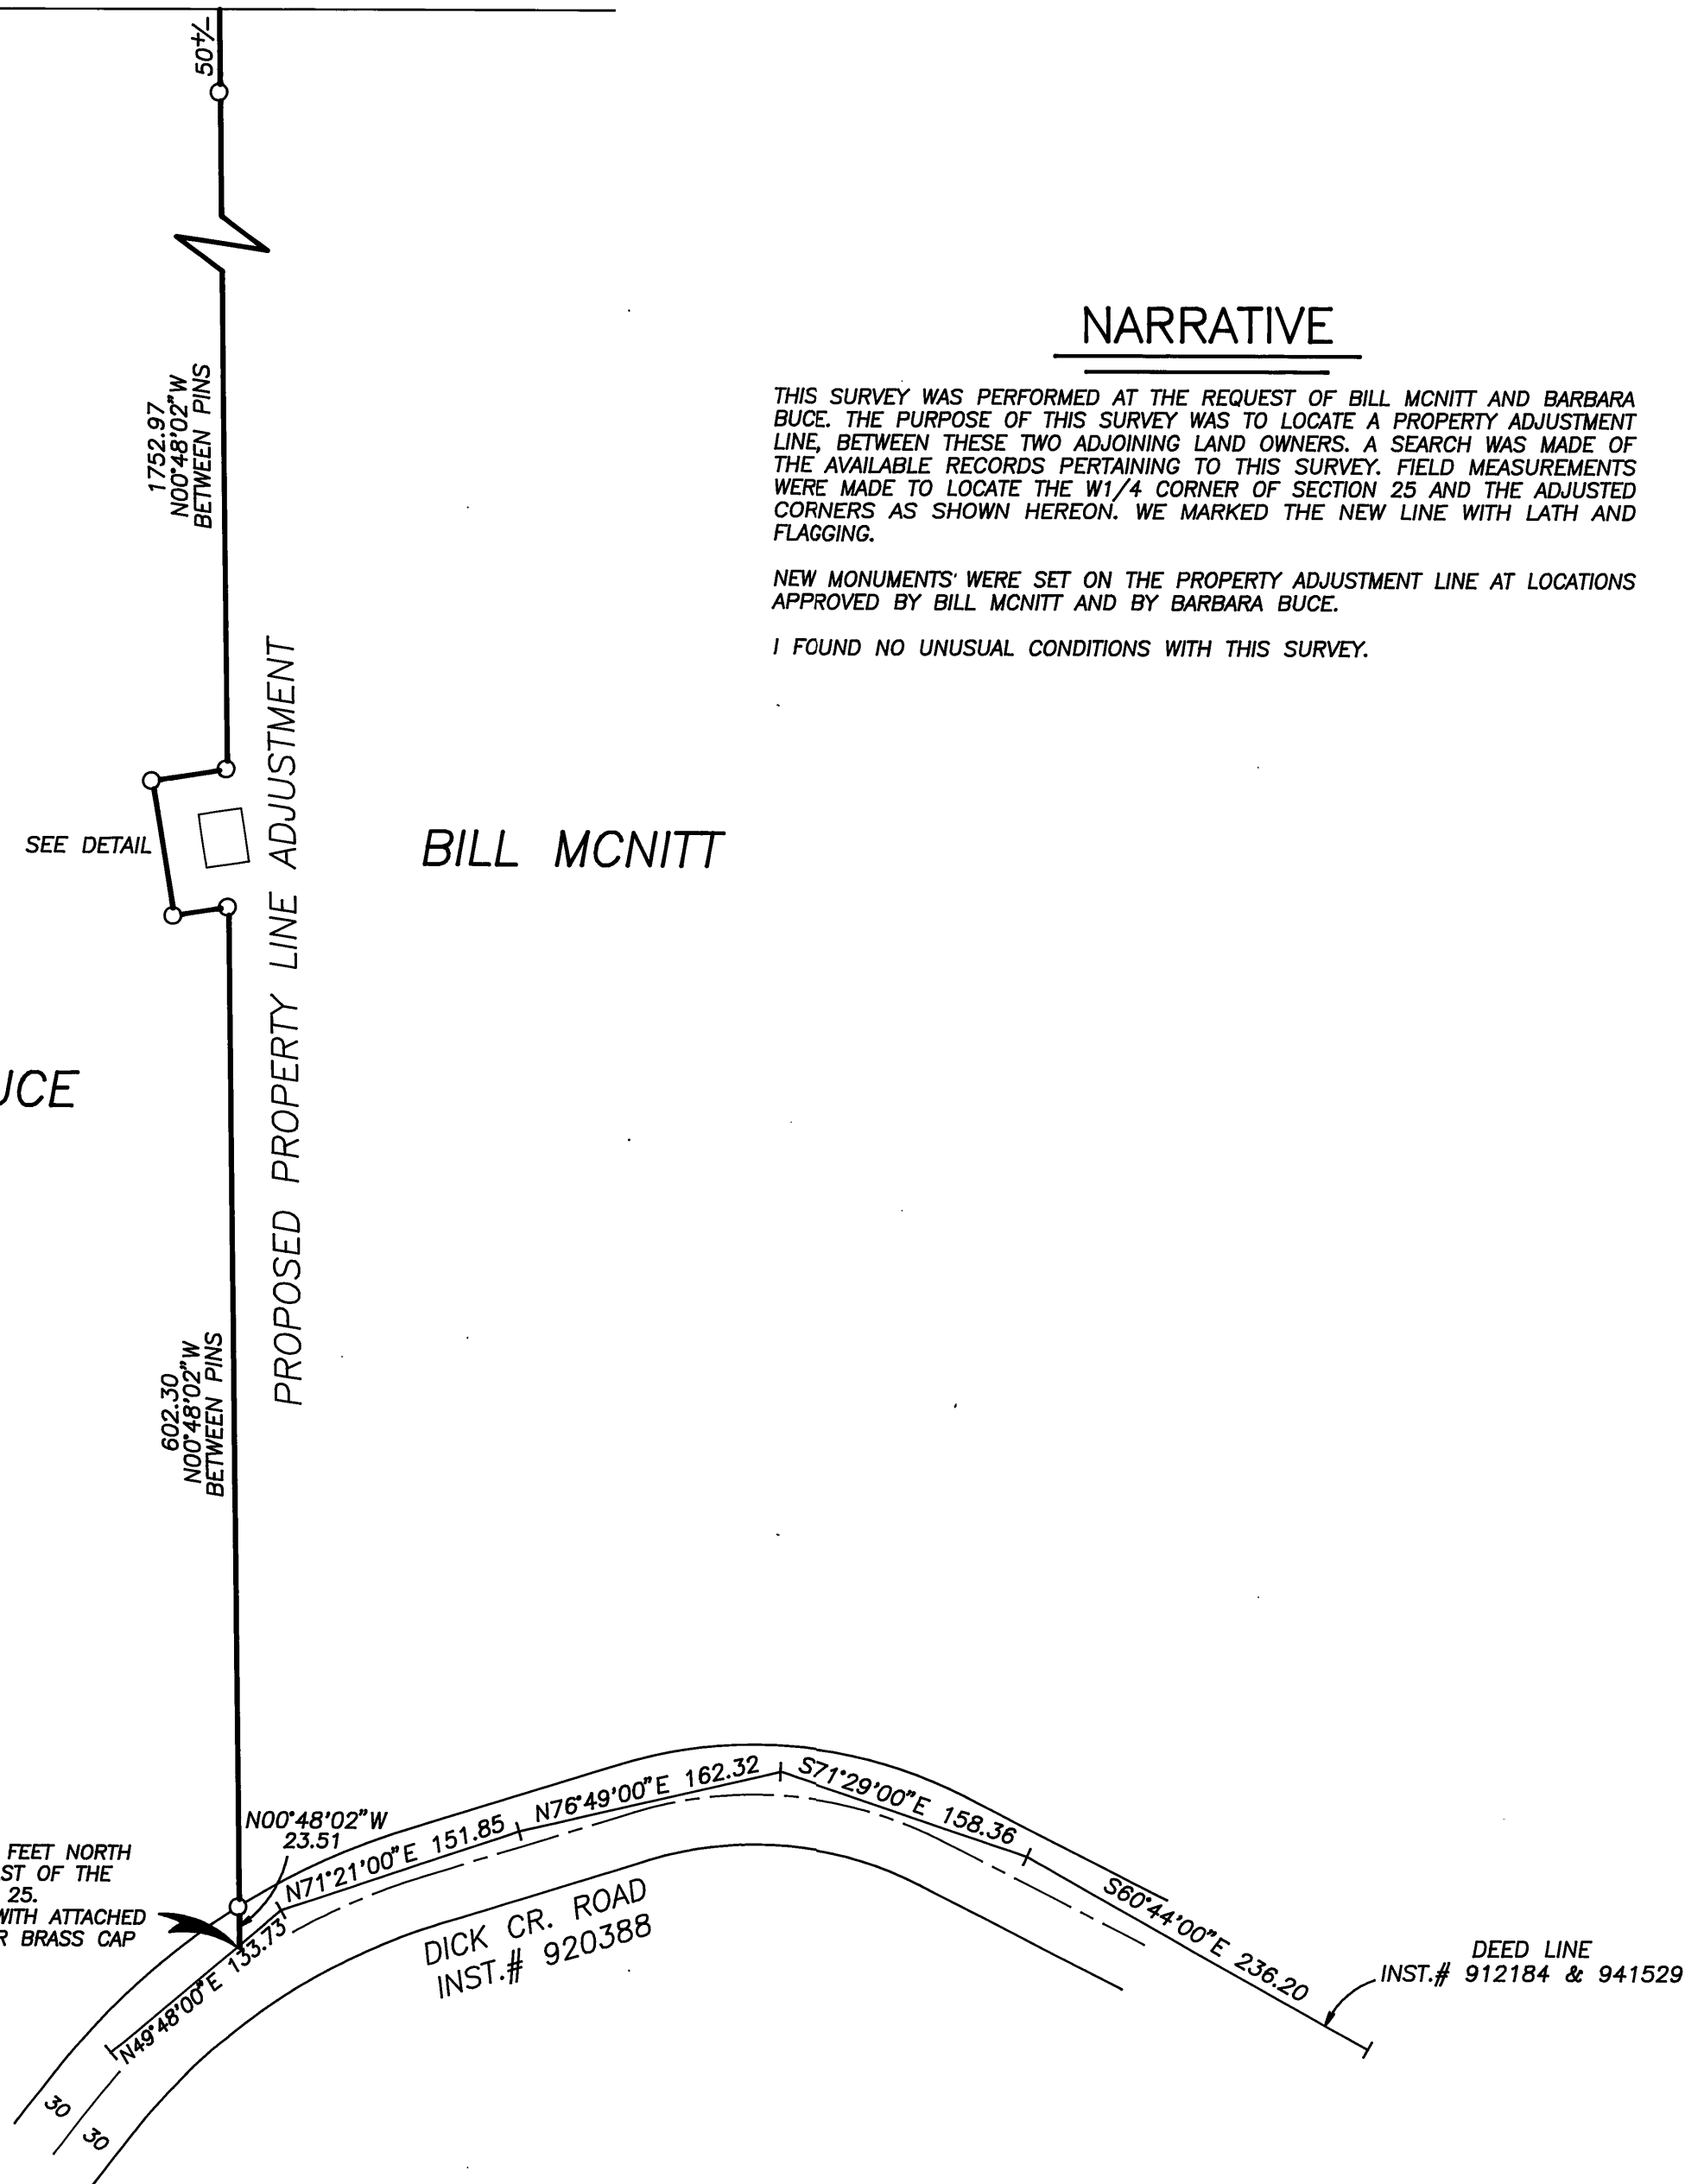 50+/-
NARRATIVE
THIS SURVEY WAS PERFORMED AT THE REQUEST OF BILL MCNITT AND BARBARA
BUCE. THE PURPOSE OF THIS SURVEY WAS TO LOCATE A PROPERTY ADJUSTMENT
LINE, BETWEEN THESE TWO ADJOINING LAND OWNERS. A SEARCH WAS MADE OF
THE AVAILABLE RECORDS PERTAINING TO THIS SURVEY. FIELD MEASUREMENTS
WERE MADE TO LOCATE THE W1/4 CORNER OF SECTION 25 AND THE ADJUSTED
CORNERS AS SHOWN HEREON. WE MARKED THE NEW LINE WITH LATH AND
FLAGGING.
NEW MONUMENTS WERE SET ON THE PROPERTY ADJUSTMENT LINE AT LOCATIONS
APPROVED BY BILL MCNITT AND BY BARBARA BUCE.
I FOUND NO UNUSUAL CONDITIONS WITH THIS SURVEY.
1752.97
N00°48'02"W
BETWEEN PINS
PROPOSED PROPERTY LINE ADJUSTMENT
SEE DETAIL
BILL MCNITT
UCE
602.30
N00°48'02"W
BETWEEN PINS
N00°48'02"W
23.51
FEET NORTH
ST OF THE
25.
WITH ATTACHED
R BRASS CAP
N49°48'00"E 133.73
N71°21'00"E 151.85
N76°49'00"E 162.32
S71°29'00"E 158.36
S60°44'00"E 236.20
DICK CR. ROAD
INST.# 920388
DEED LINE
INST.# 912184 & 941529
30
30